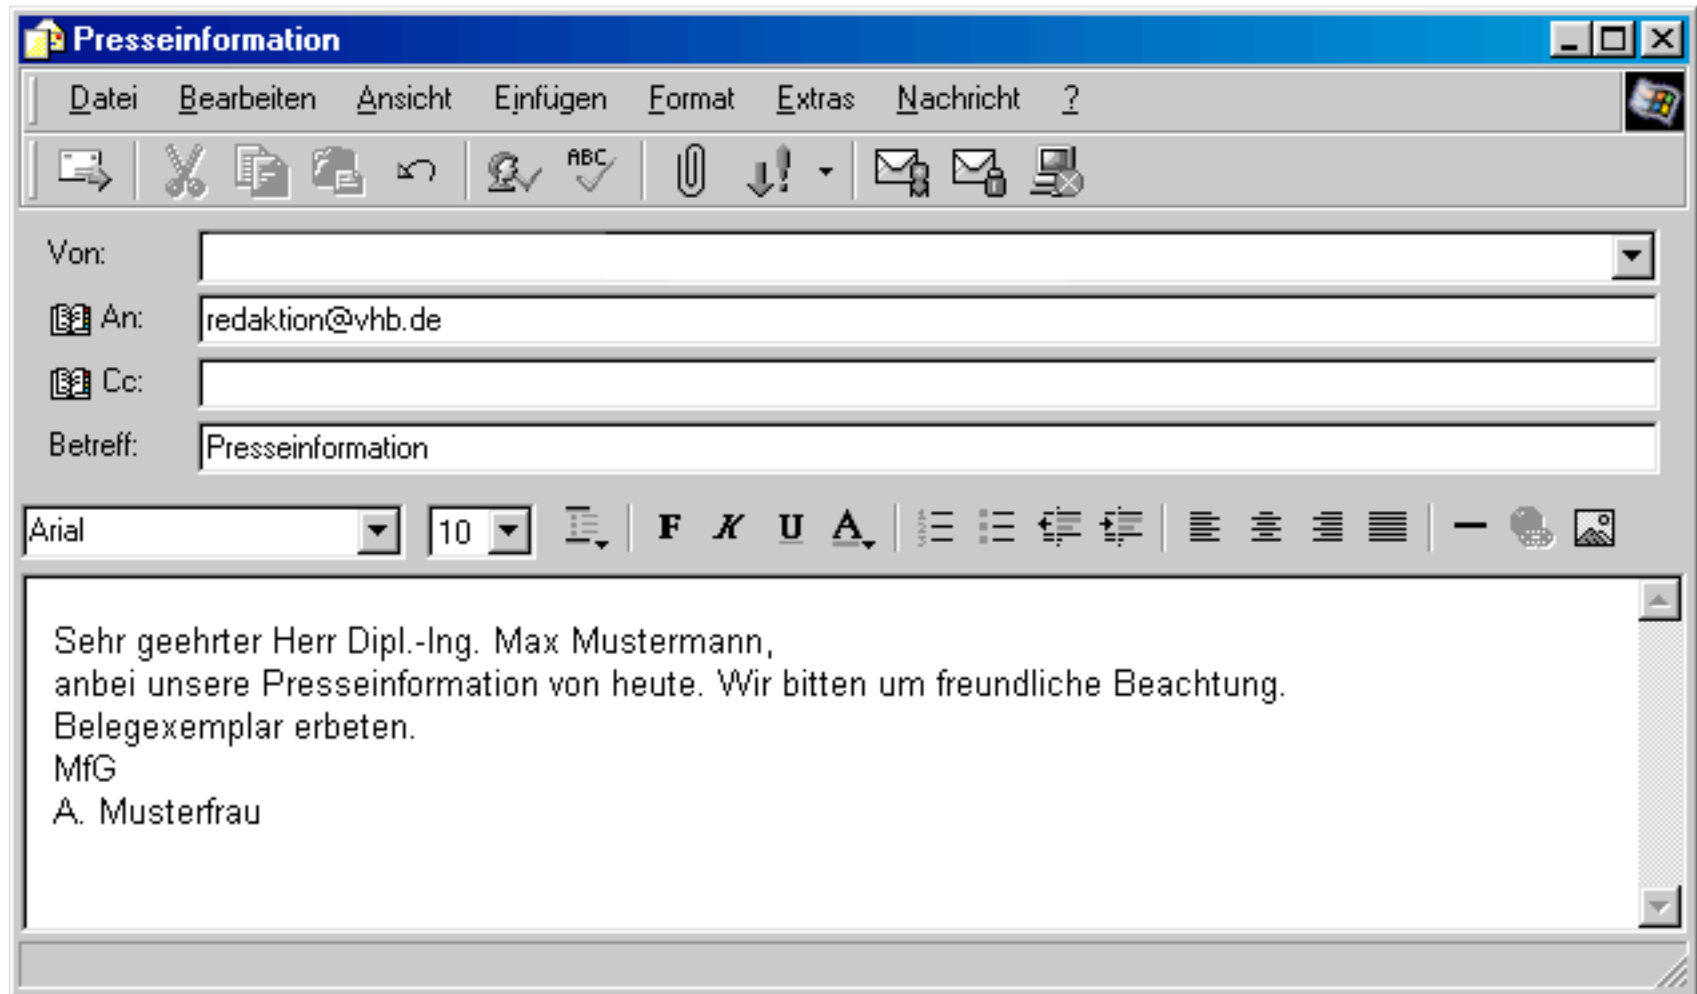 Presseinformation
Datei Bearbeiten Ansicht Einfügen Format Extras Nachricht ?
ABC
Von:
An: redaktion@vhb.de
Cc:
Betreff: Presseinformation
Arial 10 F K U A
Sehr geehrter Herr Dipl.-Ing. Max Mustermann,
anbei unsere Presseinformation von heute. Wir bitten um freundliche Beachtung.
Belegexemplar erbeten.
MfG
A. Musterfrau